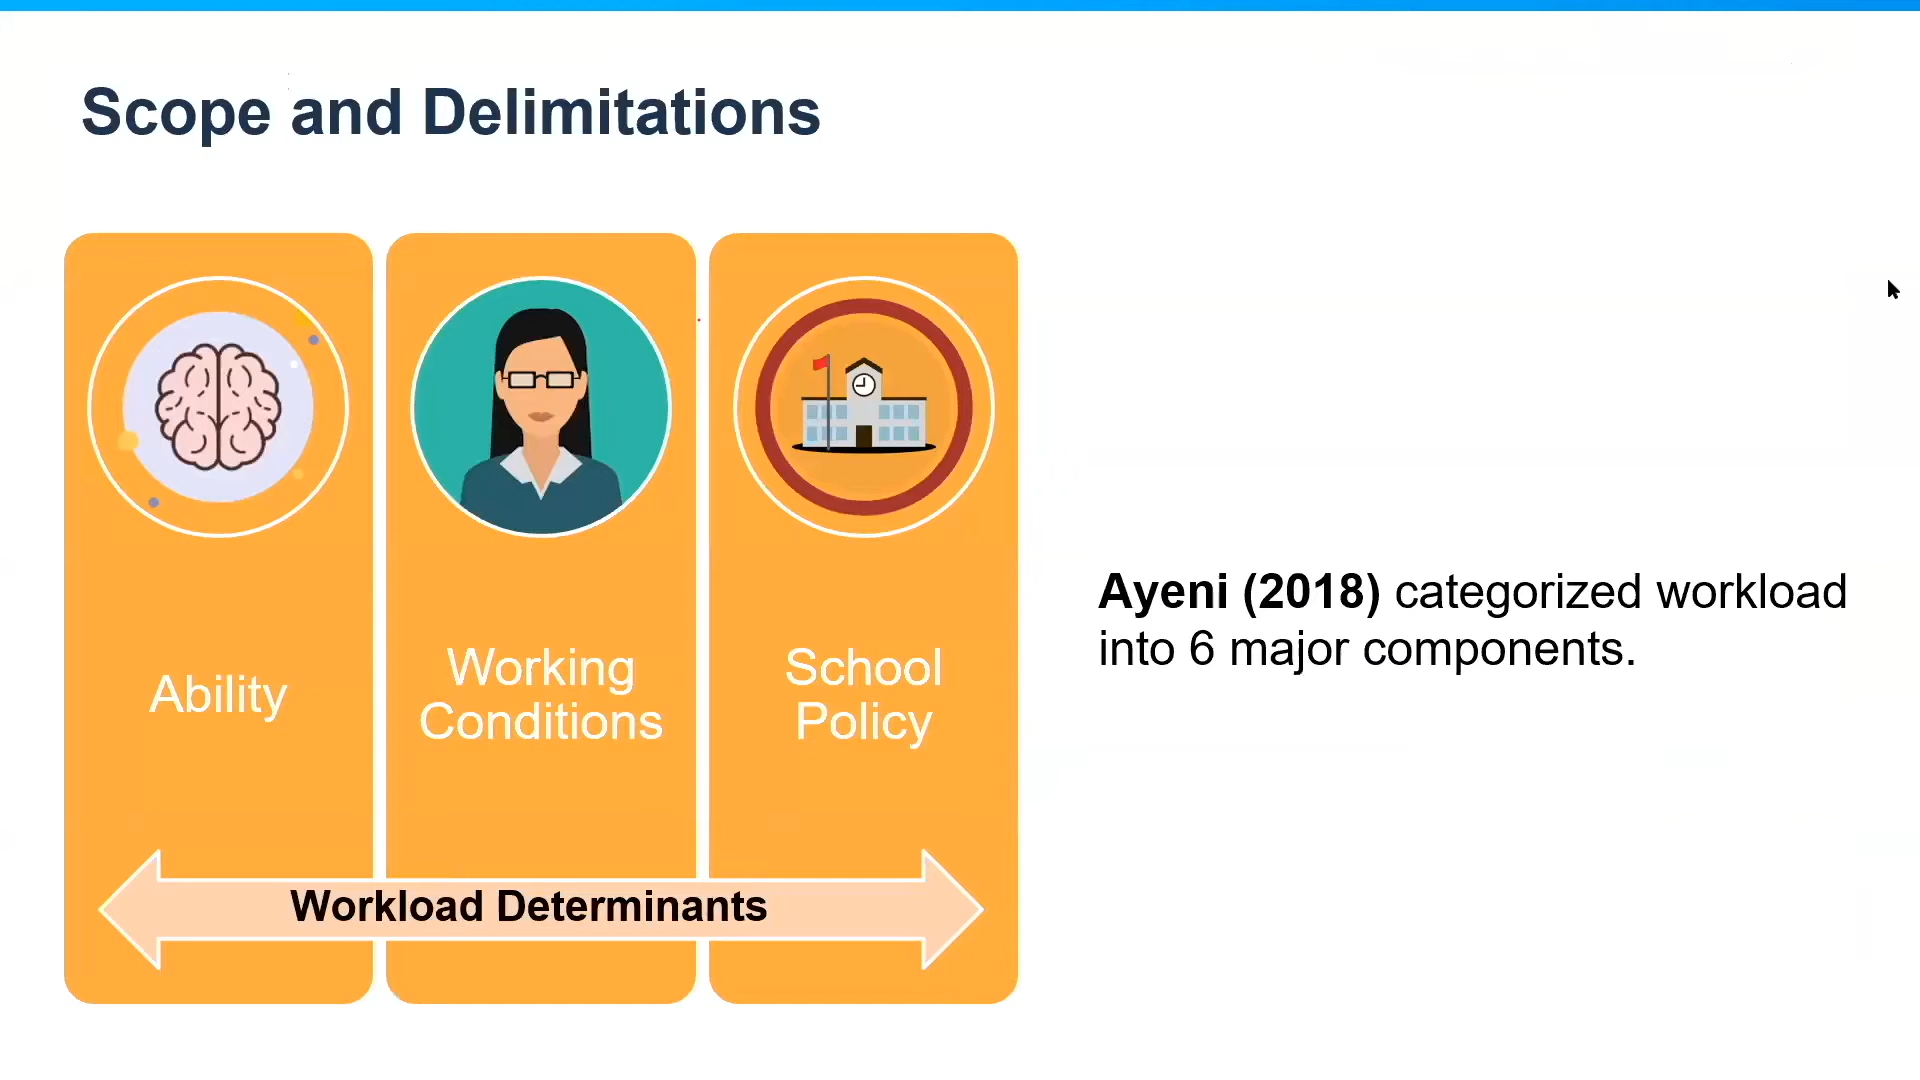 Scope and Delimitations
Ability
Working
Conditions
School
Policy
Workload Determinants
Ayeni (2018) categorized workload
into 6 major components.